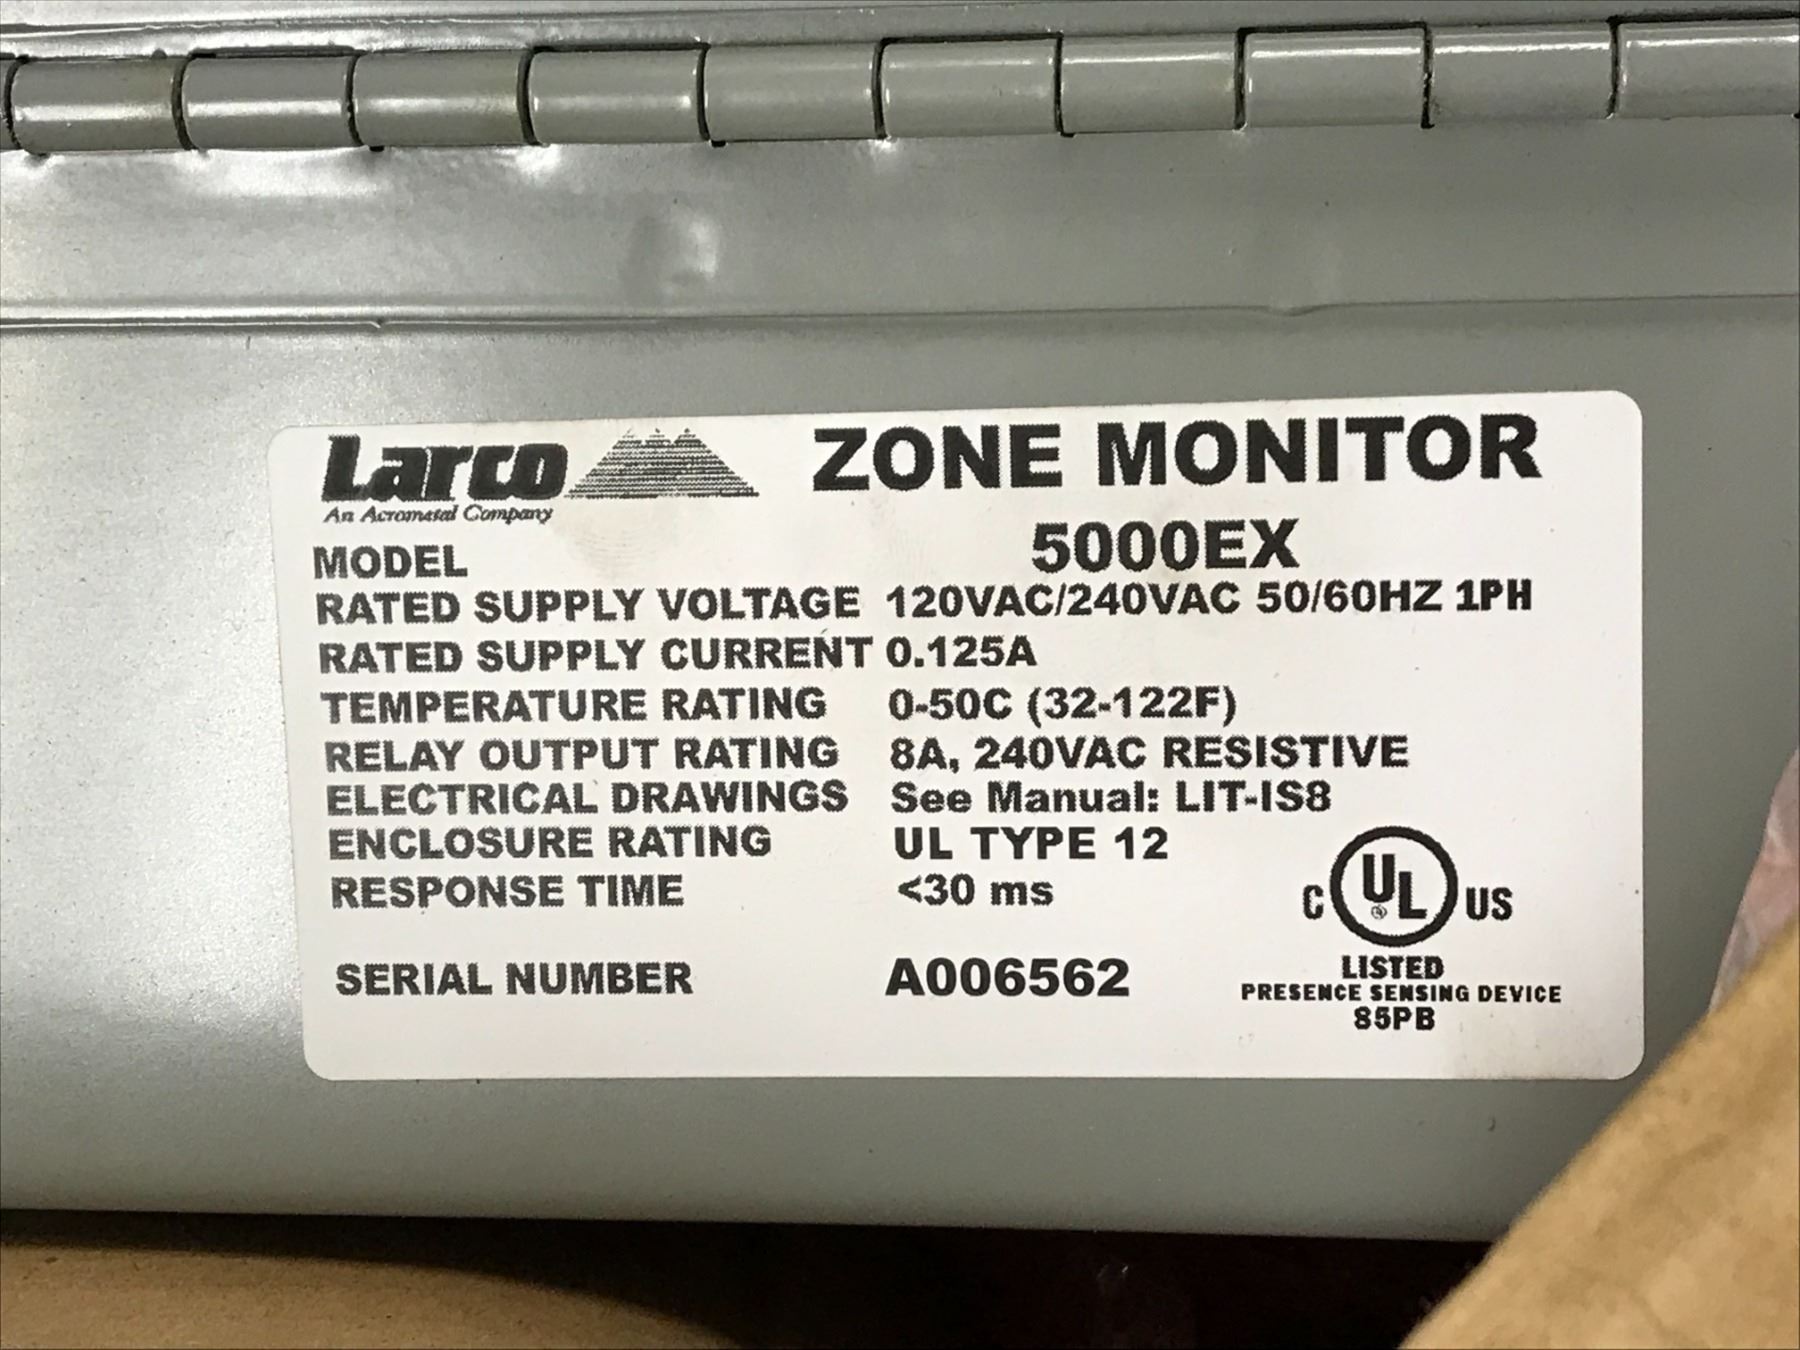 Larco ZONE MONITOR
An Acrometal Company
MODEL 5000EX
RATED SUPPLY VOLTAGE 120VAC/240VAC 50/60HZ 1PH
RATED SUPPLY CURRENT 0.125A
TEMPERATURE RATING 0-50C (32-122F)
RELAY OUTPUT RATING 8A, 240VAC RESISTIVE
ELECTRICAL DRAWINGS See Manual: LIT-IS8
ENCLOSURE RATING UL TYPE 12
RESPONSE TIME <30 ms
C UL ® US
LISTED
SERIAL NUMBER A006562
PRESENCE SENSING DEVICE
85PB